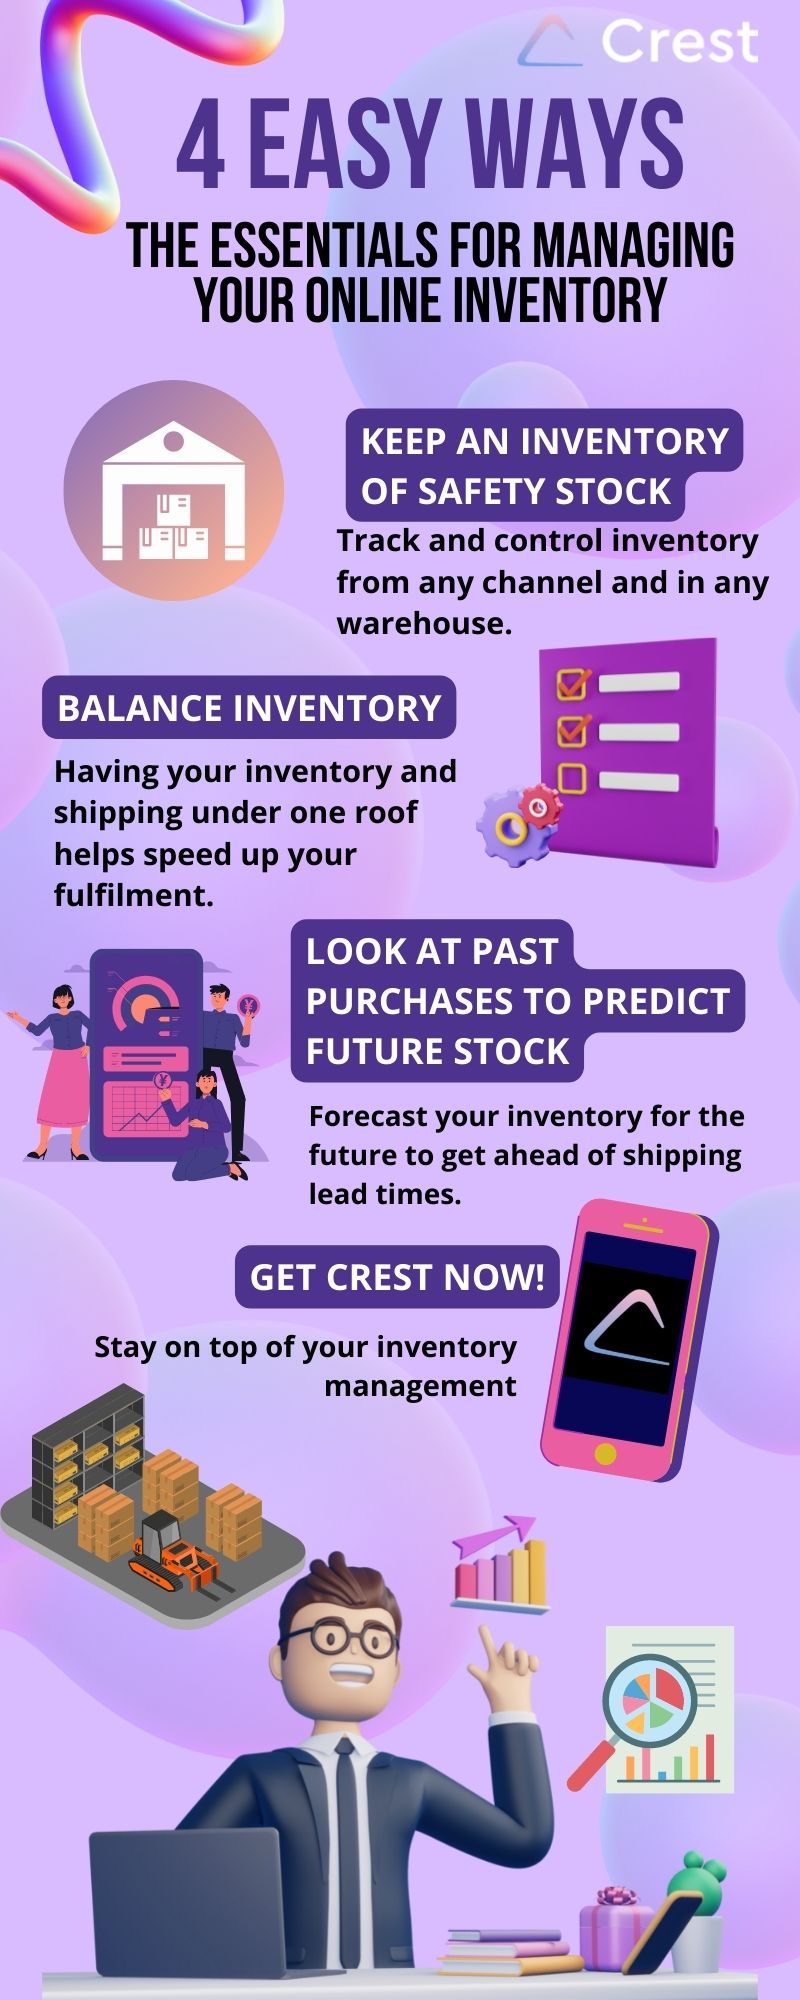 Crest
4 EASY WAYS
THE ESSENTIALS FOR MANAGING
YOUR ONLINE INVENTORY
KEEP AN INVENTORY
OF SAFETY STOCK
Track and control inventory
from any channel and in any
warehouse.
BALANCE INVENTORY
Having your inventory and
shipping under one roof
helps speed up your
fulfilment.
LOOK AT PAST
PURCHASES TO PREDICT
FUTURE STOCK
Forecast your inventory for the
future to get ahead of shipping
lead times.
GET CREST NOW!
Stay on top of your inventory
management